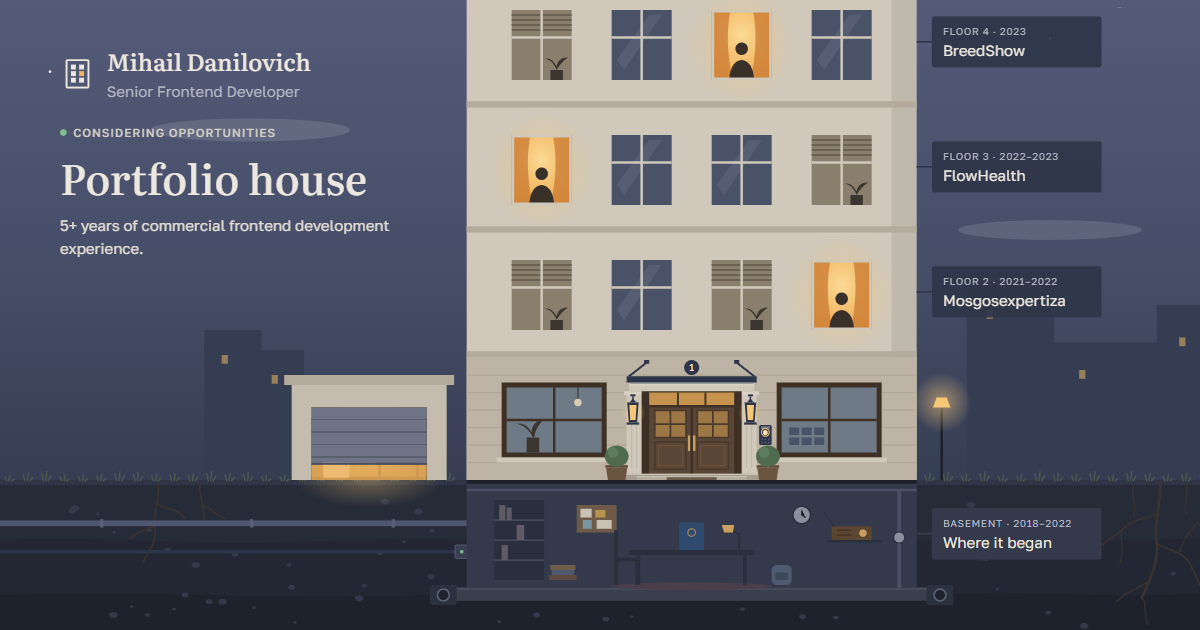 Mihail Danilovich
Senior Frontend Developer
CONSIDERING OPPORTUNITIES
Portfolio house
5+ years of commercial frontend development
experience.
FLOOR 4 · 2023
BreedShow
FLOOR 3 · 2022–2023
FlowHealth
FLOOR 2 · 2021–2022
Mosgosexpertiza
1
BASEMENT · 2018–2022
Where it began